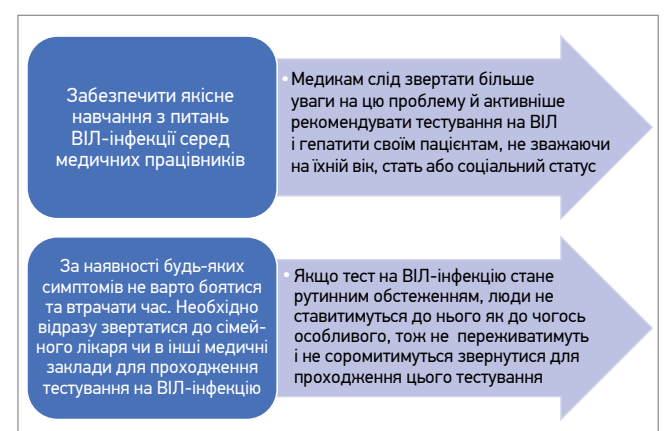 Забезпечити якісне
навчання з питань
ВІЛ-інфекції серед
медичних працівників
• Медикам слід звертати більше
уваги на цю проблему й активніше
рекомендувати тестування на ВІЛ
і гепатити своїм пацієнтам, не зважаючи
на їхній вік, стать або соціальний статус
За наявності будь-яких
симптомів не варто боятися
та втрачати час. Необхідно
відразу звертатися до сімей-
ного лікаря чи в інші медичні
заклади для проходження
тестування на ВІЛ-інфекцію
• Якщо тест на ВІЛ-інфекцію стане
рутинним обстеженням, люди не
ставитимуться до нього як до чогось
особливого, тож не переживатимуть
і не соромитимуться звернутися для
проходження цього тестування